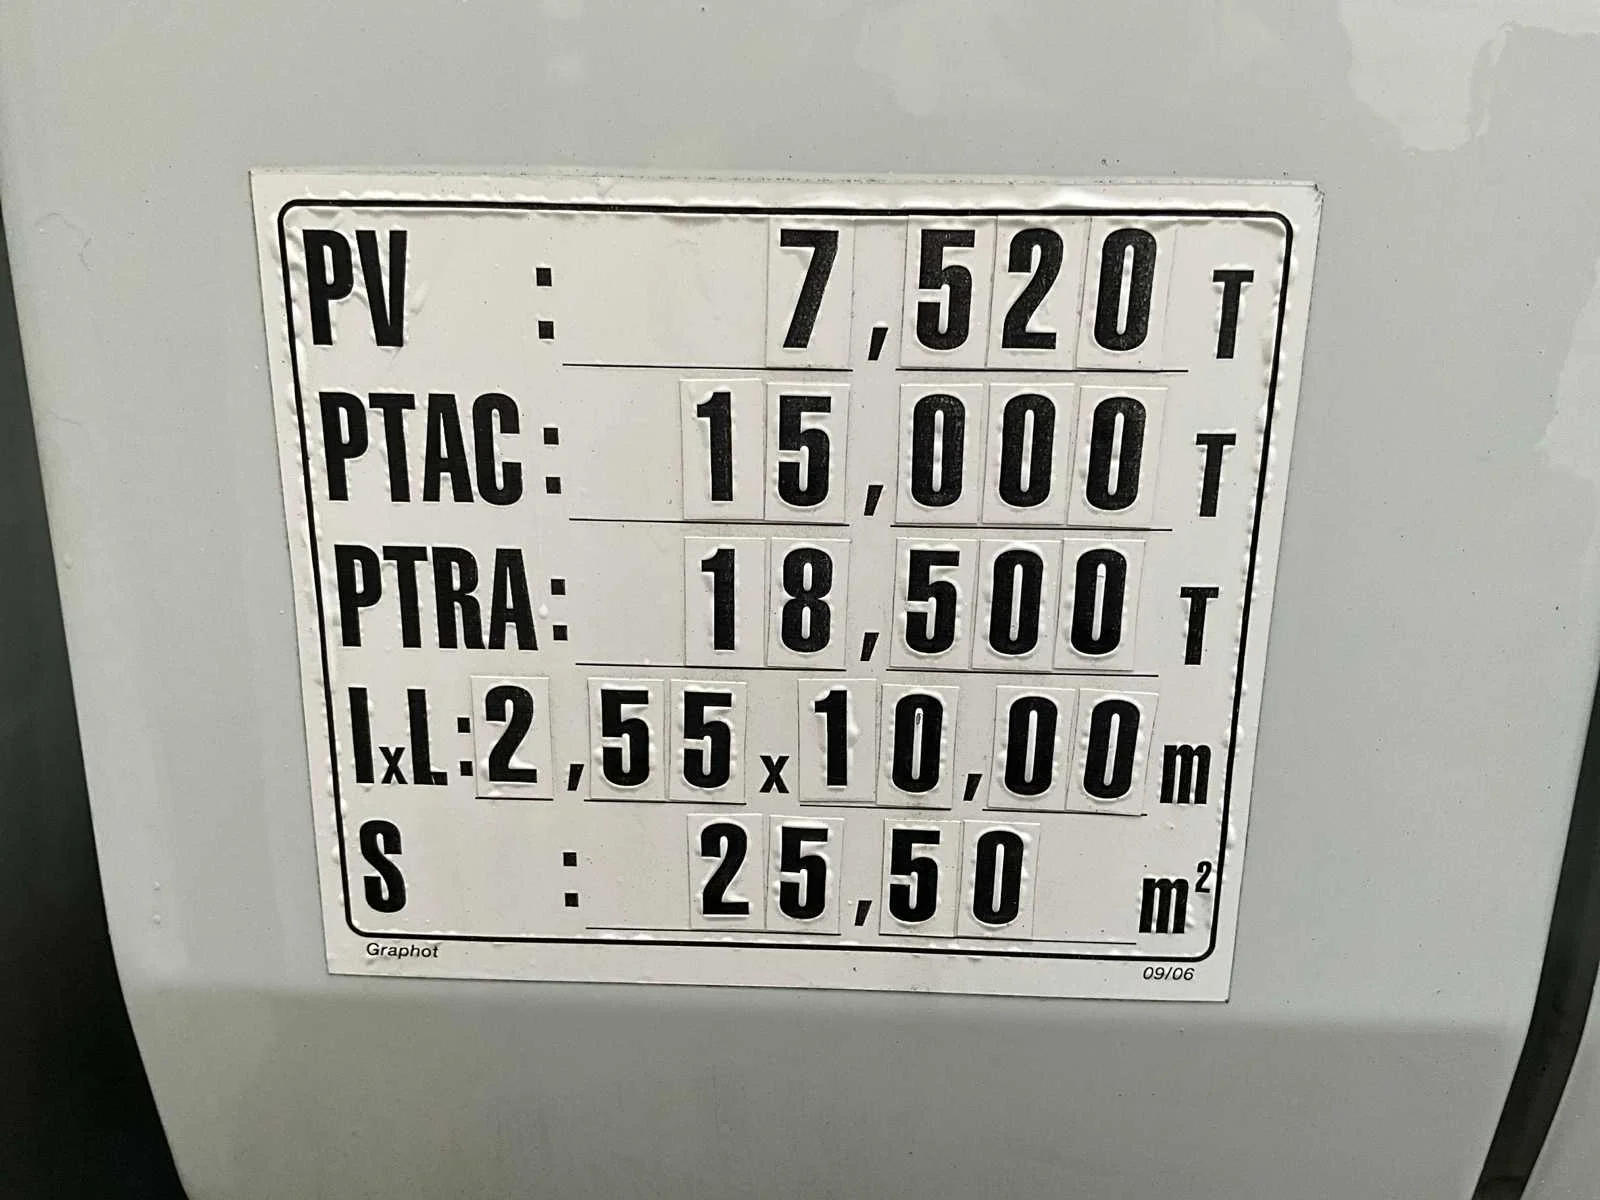 PV : 7,520 T
PTAC : 15,000 T
PTRA : 18,500 T
lxL : 2,55 x 10,00 m
S : 25,50 m²
Graphot 09/06